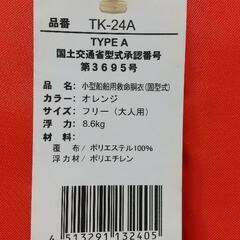 品番 TK-24A
TYPE A
国土交通省型式承認番号
第3695号
品名：小型船舶用救命胴衣(固型式)
カラー：オレンジ
サイズ：フリー(大人用)
浮力：8.6kg
材料：
覆布／ポリエステル100%
浮力材／ポリエチレン
4 513291 132405